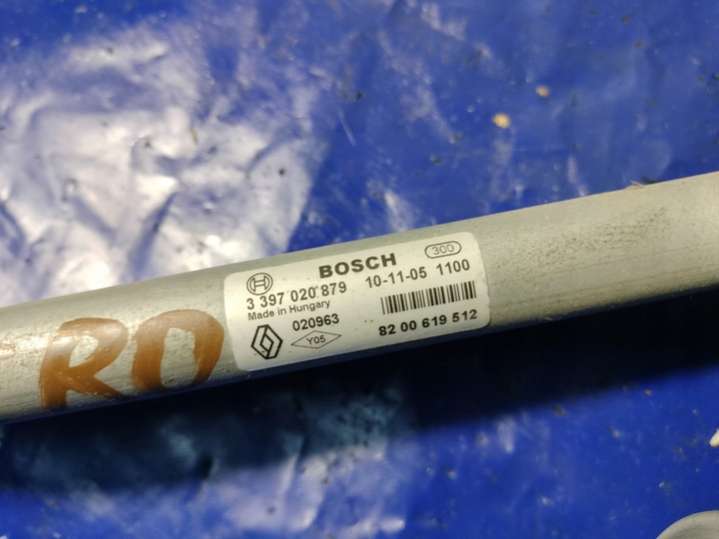 BOSCH 300
3 397 020 879 10-11-05 1100
Made in Hungary
020963 Y05 82 00 619 512
RO